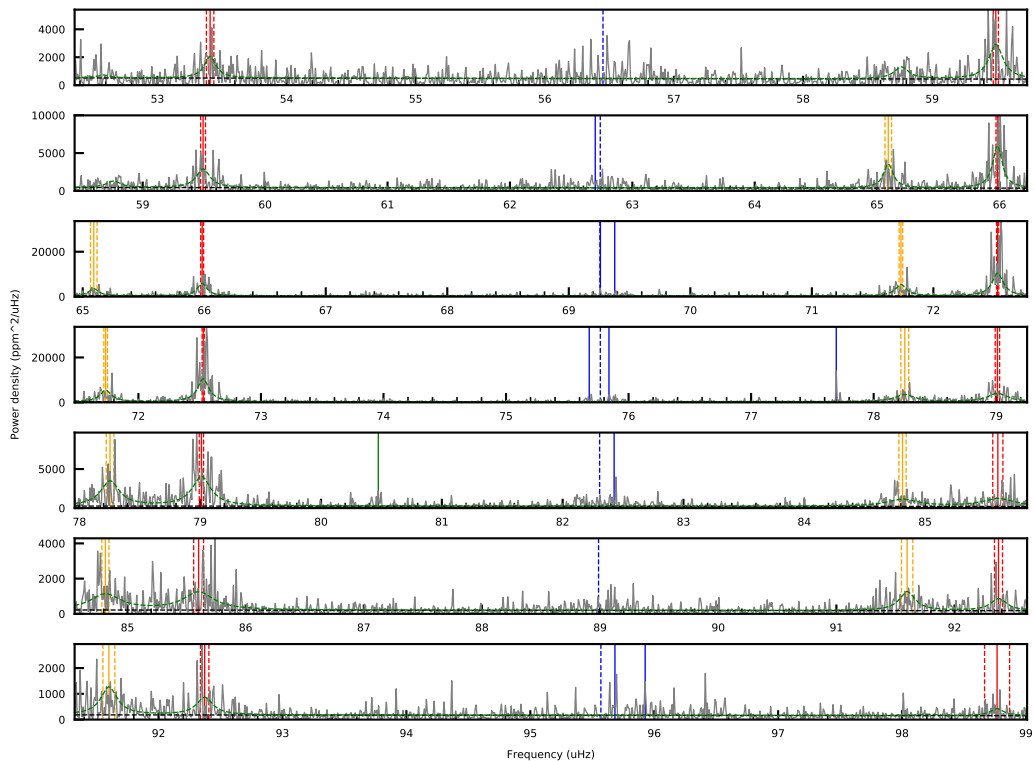 4000
2000
0
53 54 55 56 57 58 59
10000
5000
0
59 60 61 62 63 64 65 66
20000
0
65 66 67 68 69 70 71 72
20000
0
72 73 74 75 76 77 78 79
5000
0
78 79 80 81 82 83 84 85
4000
2000
0
85 86 87 88 89 90 91 92
2000
1000
0
92 93 94 95 96 97 98 99
Power density (ppm^2/uHz)
Frequency (uHz)